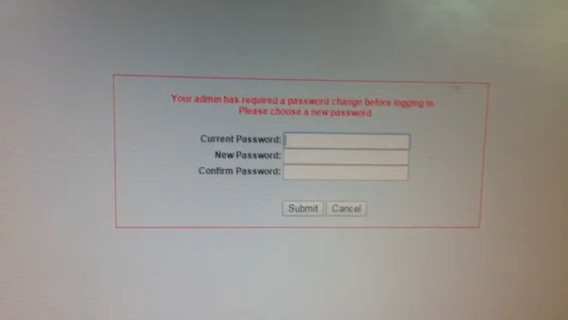 Your admin has required a password change before logging in.
Please choose a new password
Current Password:
New Password:
Confirm Password:
Submit Cancel